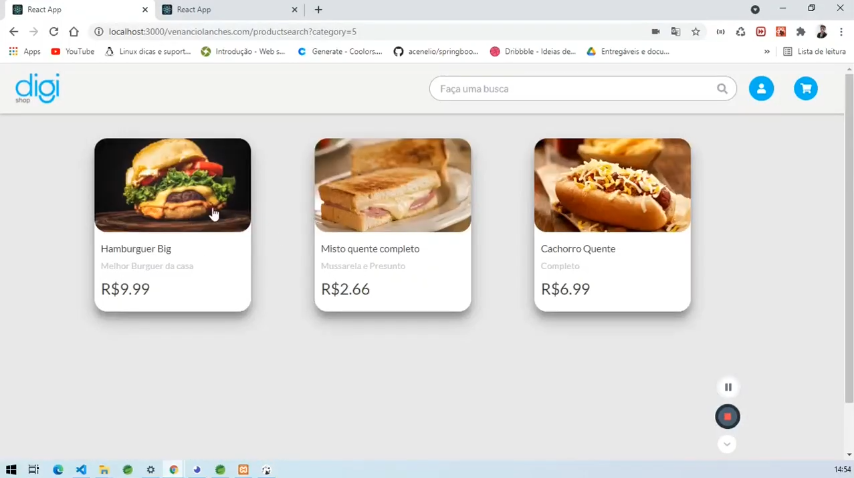 React App
React App
localhost:3000/venanciolanches.com/productsearch?category=5
Apps
YouTube
Linux dicas e suport...
Introdução - Web s...
Generate - Coolors....
acenelio/springboo...
Dribbble - Ideias de...
Entregáveis e docu...
»
Lista de leitura
digi
shop
Faça uma busca
Hamburguer Big
Melhor Burguer da casa
R$9.99
Misto quente completo
Mussarela e Presunto
R$2.66
Cachorro Quente
Completo
R$6.99
14:54